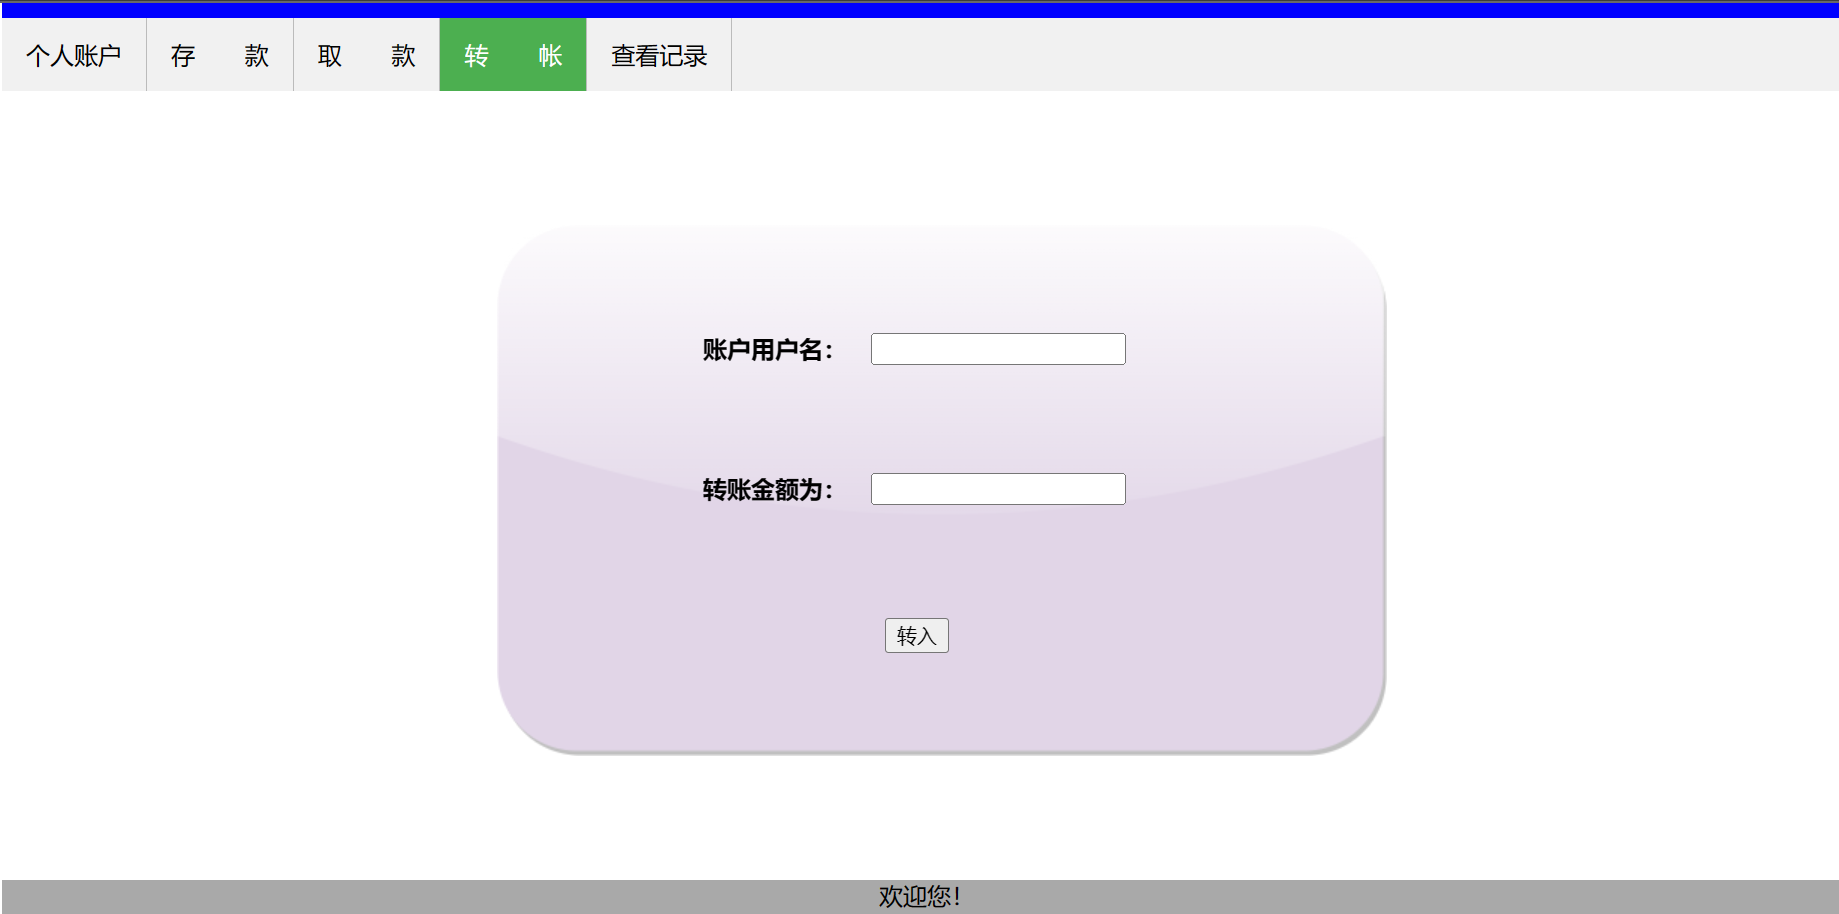 个人账户 存　　款 取　　款 转　　帐 查看记录
账户用户名：
转账金额为：
转入
欢迎您！